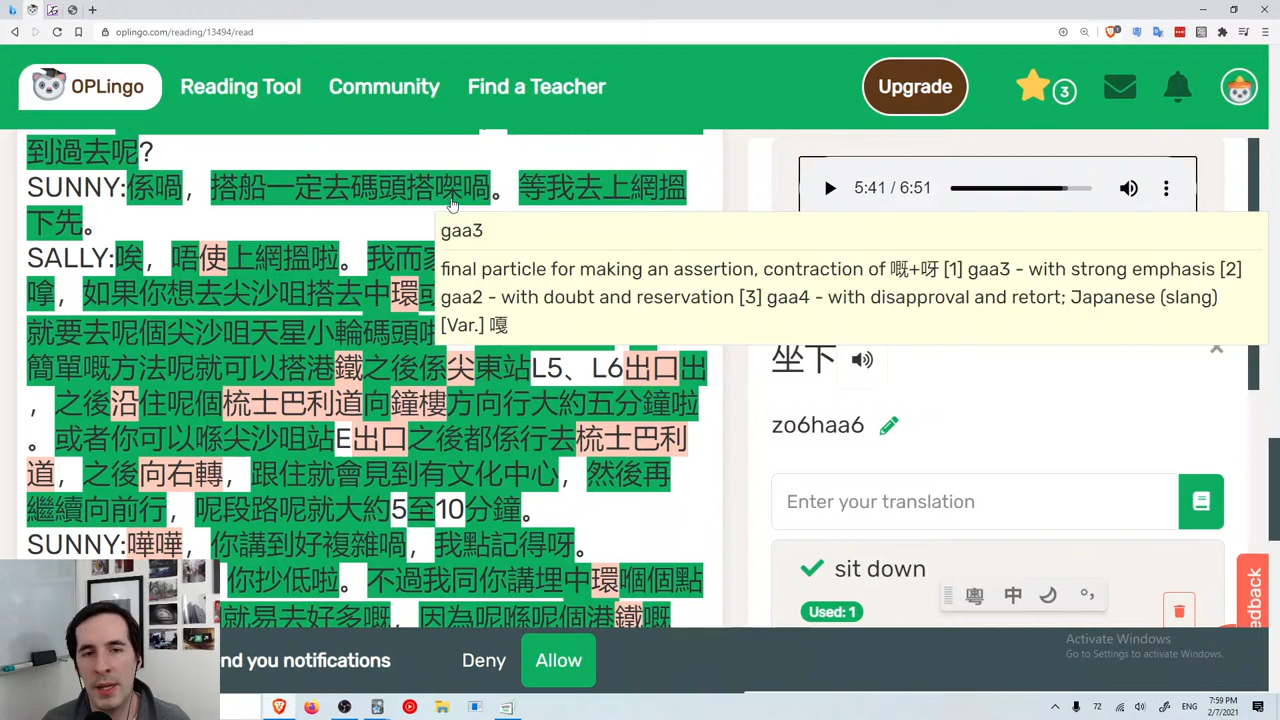 oplingo.com/reading/13494/read
OPLingo
Reading Tool
Community
Find a Teacher
Upgrade
3
到過去呢?
SUNNY:係喎，搭船一定去碼頭搭㗎喎。等我去上網搵
下先。
SALLY:唉，唔使上網搵啦。我而家
嗱，如果你想去尖沙咀搭去中環或
就要去呢個尖沙咀天星小輪碼頭
簡單嘅方法呢就可以搭港鐵之後係尖東站L5、L6出口出
，之後沿住呢個梳士巴利道向鐘樓方向行大約五分鐘啦
。或者你可以喺尖沙咀站E出口之後都係行去梳士巴利
道，之後向右轉，跟住就會見到有文化中心，然後再
繼續向前行，呢段路呢就大約5至10分鐘。
SUNNY:嘩嘩，你講到好複雜喎，我點記得呀。
你抄低啦。不過我同你講埋中環嗰個點
就易去好多嘅，因為呢喺呢個港鐵嘅
gaa3
final particle for making an assertion, contraction of 嘅+呀 [1] gaa3 - with strong emphasis [2]
gaa2 - with doubt and reservation [3] gaa4 - with disapproval and retort; Japanese (slang)
[Var.] 嘎
5:41 / 6:51
坐下
zo6haa6
Enter your translation
sit down
Used: 1
粵 中
edback
nd you notifications
Deny
Allow
Activate Windows
Go to Settings to activate Windows.
72
ENG
7:59 PM
2/7/2021